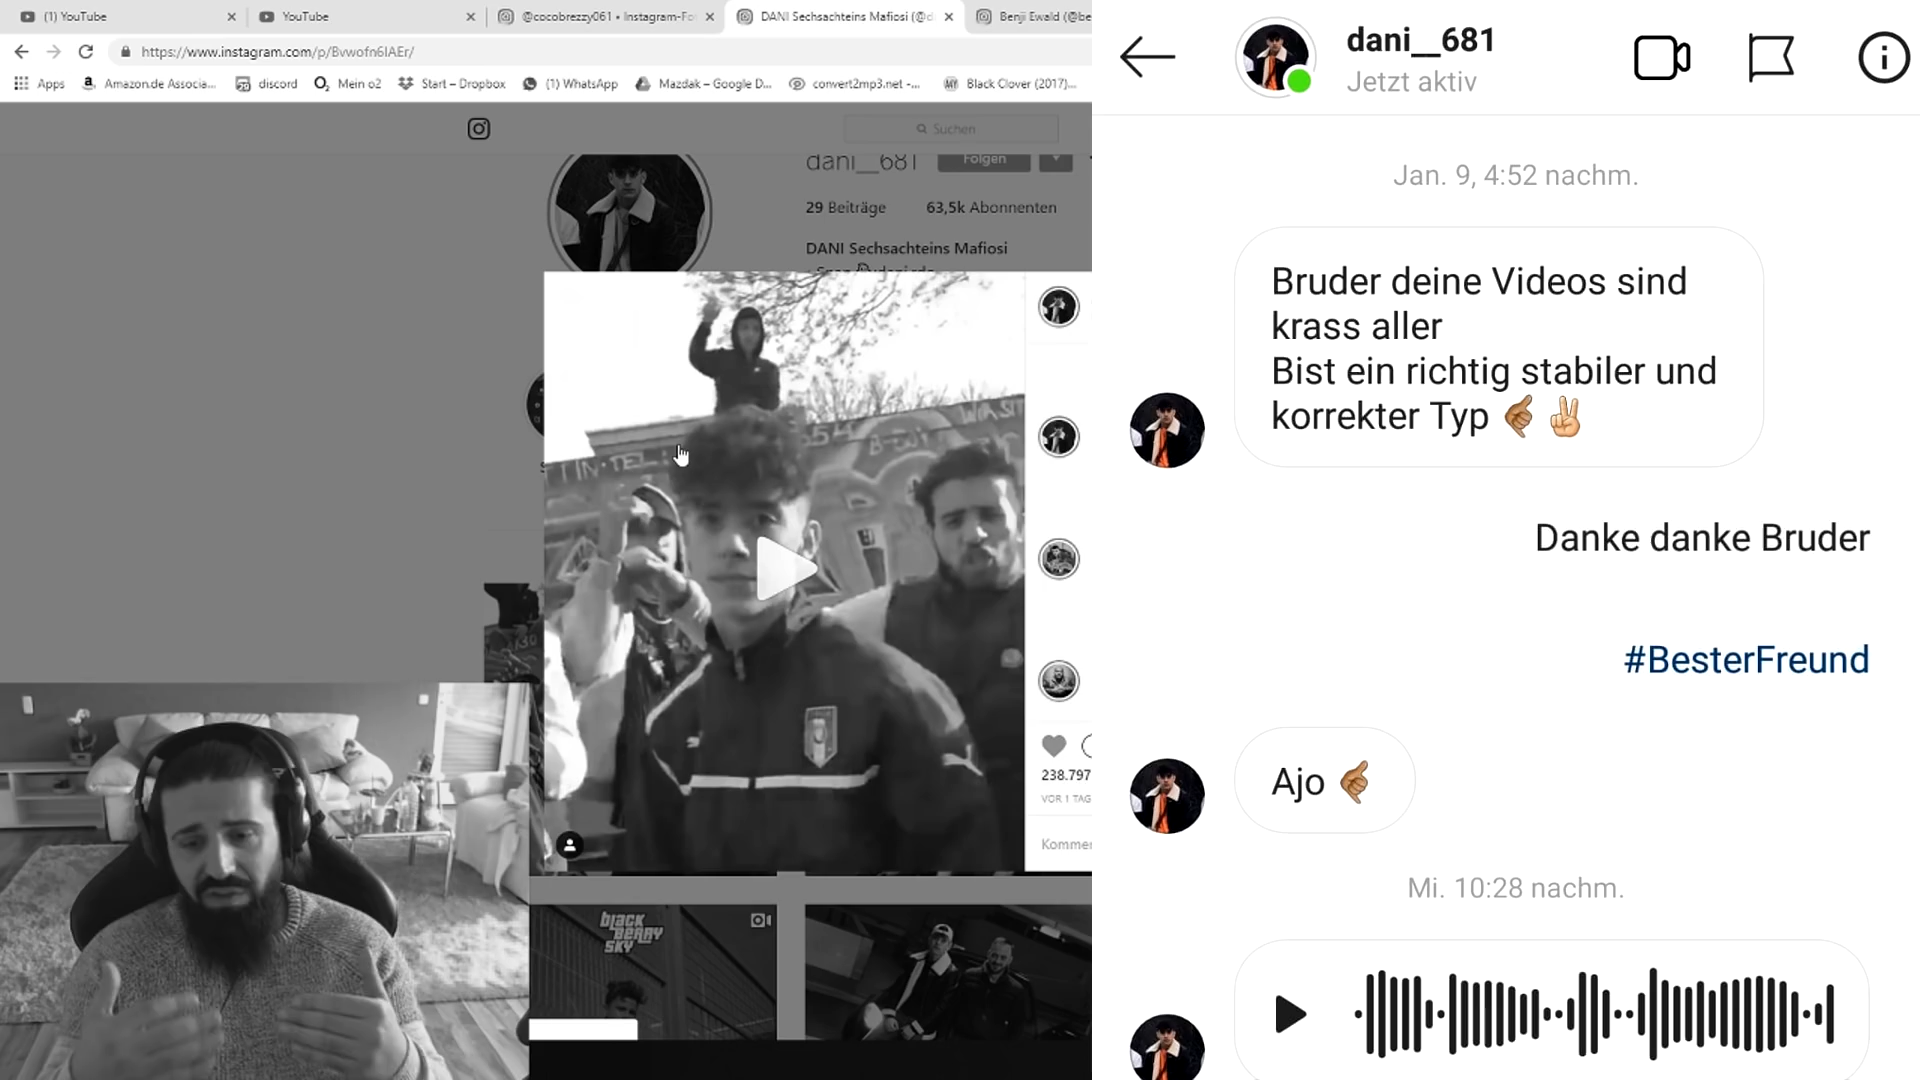 (1) YouTube
YouTube
@cocobrezzy061 • Instagram-Fo
DANI Sechsachteins Mafiosi (@d
Benji Ewald (@be
https://www.instagram.com/p/Bvwofn6IAEr/
Apps
Amazon.de Associa...
discord
Mein o2
Start – Dropbox
(1) WhatsApp
Mazdak – Google D...
convert2mp3.net -...
Black Clover (2017)...
Suchen
dani__681
Folgen
29 Beiträge
63,5k Abonnenten
DANI Sechsachteins Mafiosi
238.797
VOR 1 TAG
Komme
BLACK
BERRY
SKY
dani__681
Jetzt aktiv
Jan. 9, 4:52 nachm.
Bruder deine Videos sind
krass aller
Bist ein richtig stabiler und
korrekter Typ 🤙🏽✌🏼
Danke danke Bruder
#BesterFreund
Ajo 🤙🏽
Mi. 10:28 nachm.